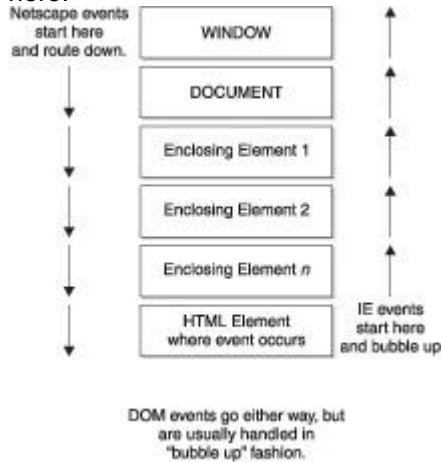 here.
Netscape events
start here
and route down.
WINDOW
DOCUMENT
Enclosing Element 1
Enclosing Element 2
Enclosing Element n
HTML Element
where event occurs
IE events
start here
and bubble up
DOM events go either way, but
are usually handled in
"bubble up" fashion.